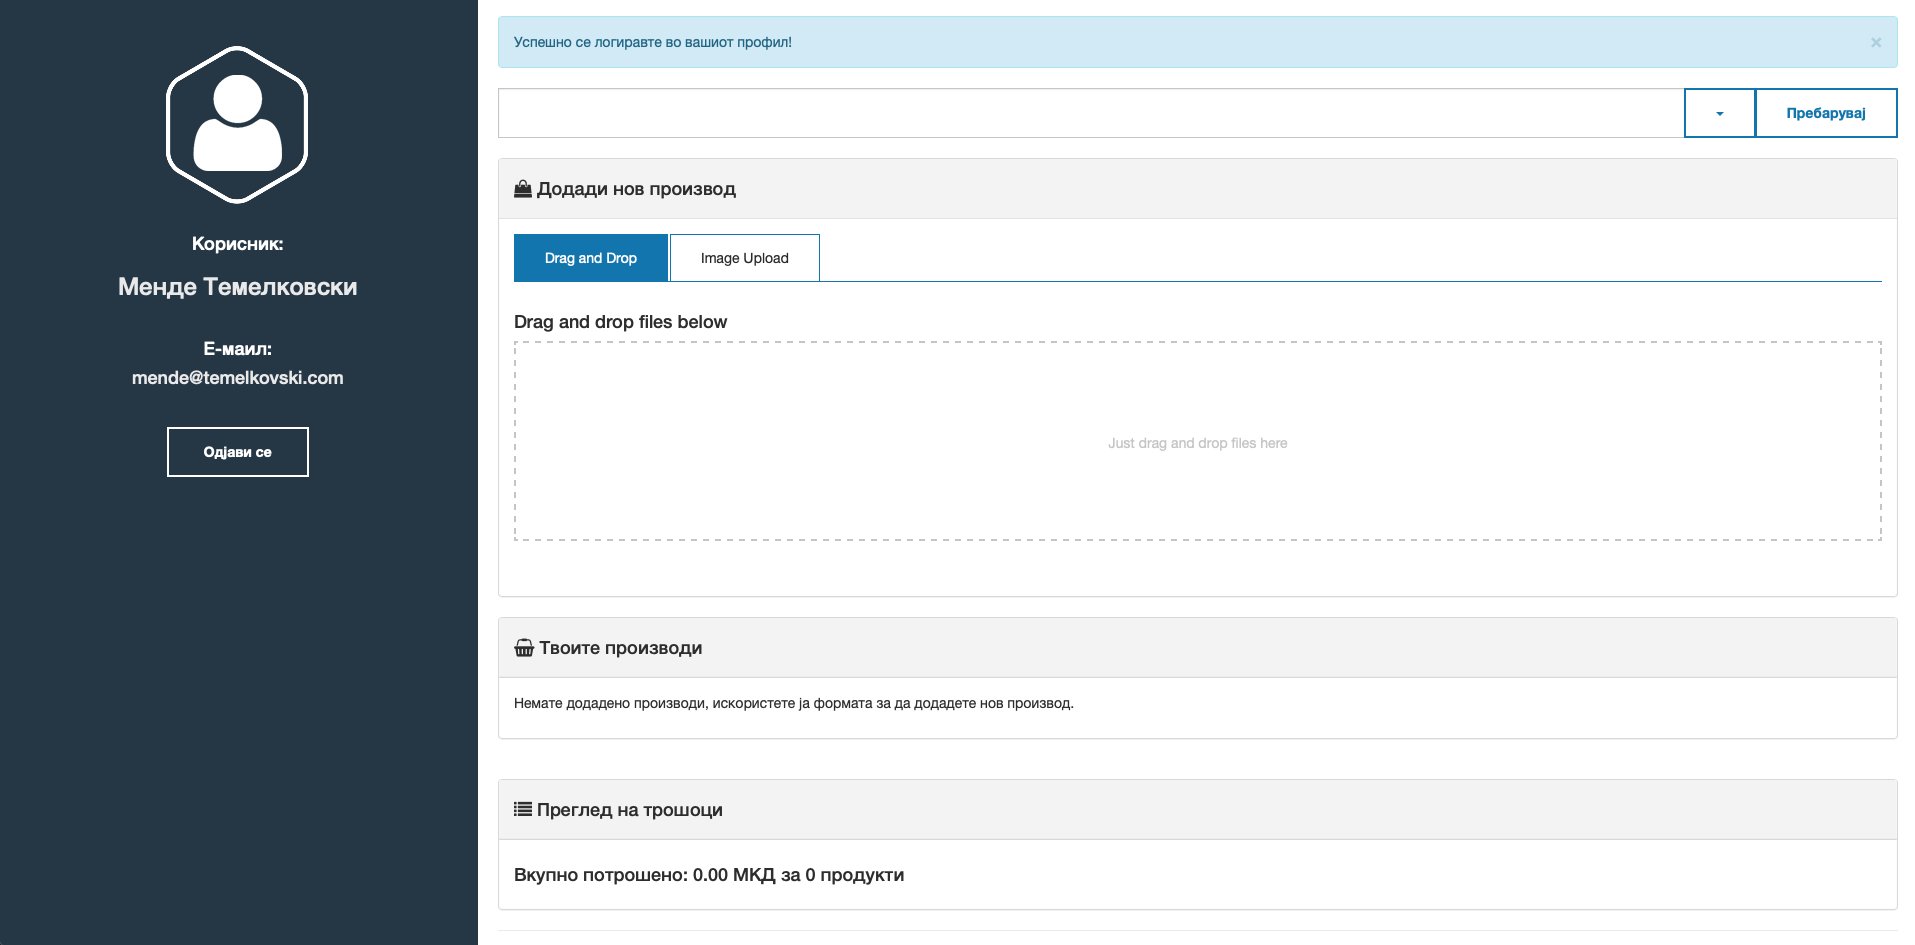 Корисник:
Менде Темелковски
Е-маил:
mende@temelkovski.com
Одјави се
Успешно се логиравте во вашиот профил!
×
Пребарувај
Додади нов производ
Drag and Drop
Image Upload
Drag and drop files below
Just drag and drop files here
Твоите производи
Немате додадено производи, искористете ја формата за да додадете нов производ.
Преглед на трошоци
Вкупно потрошено: 0.00 МКД за 0 продукти